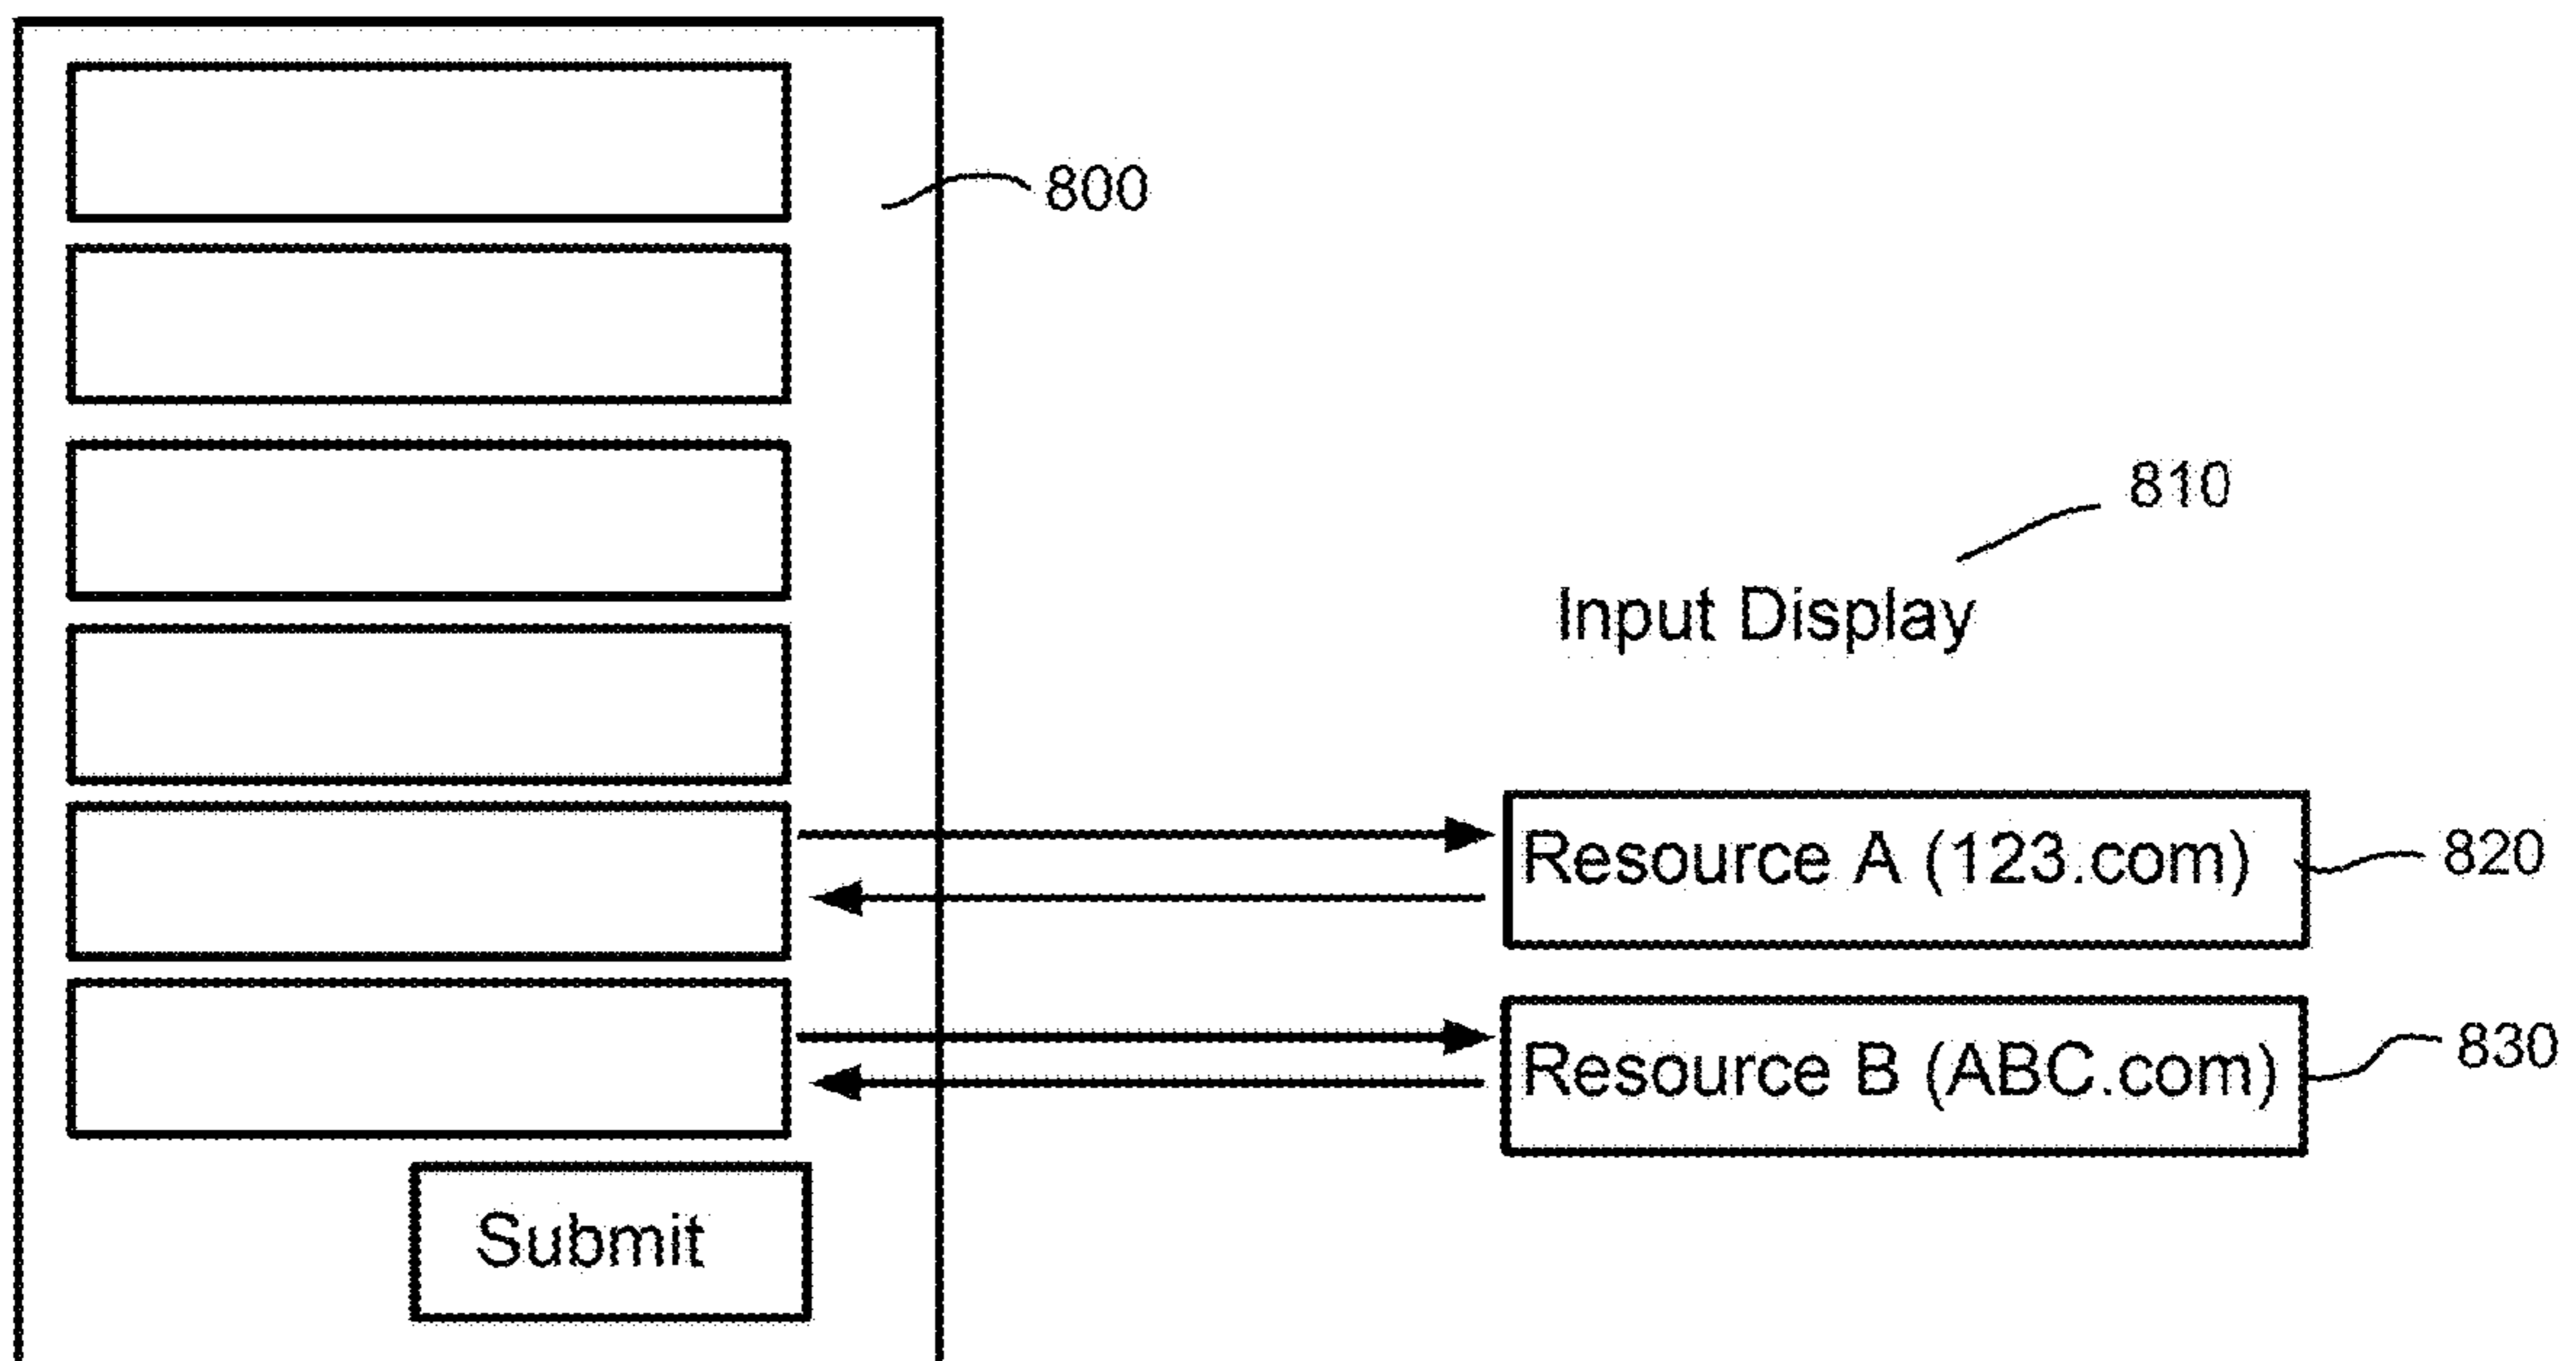 800
810
Input Display
Resource A (123.com)
820
Resource B (ABC.com)
830
Submit